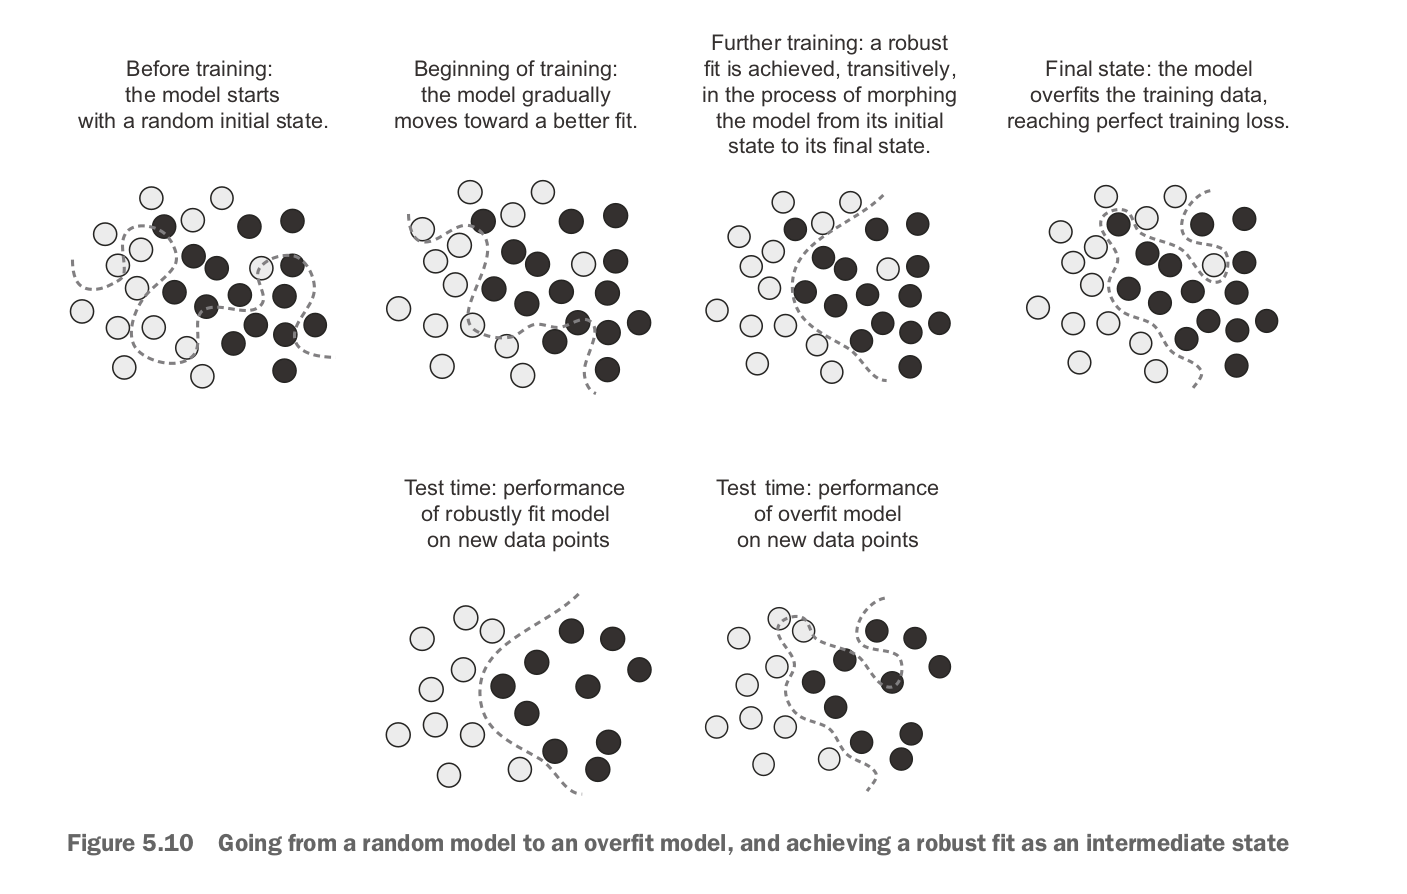 Before training:
the model starts
with a random initial state.
Beginning of training:
the model gradually
moves toward a better fit.
Further training: a robust
fit is achieved, transitively,
in the process of morphing
the model from its initial
state to its final state.
Final state: the model
overfits the training data,
reaching perfect training loss.
Test time: performance
of robustly fit model
on new data points
Test time: performance
of overfit model
on new data points
Figure 5.10 Going from a random model to an overfit model, and achieving a robust fit as an intermediate state